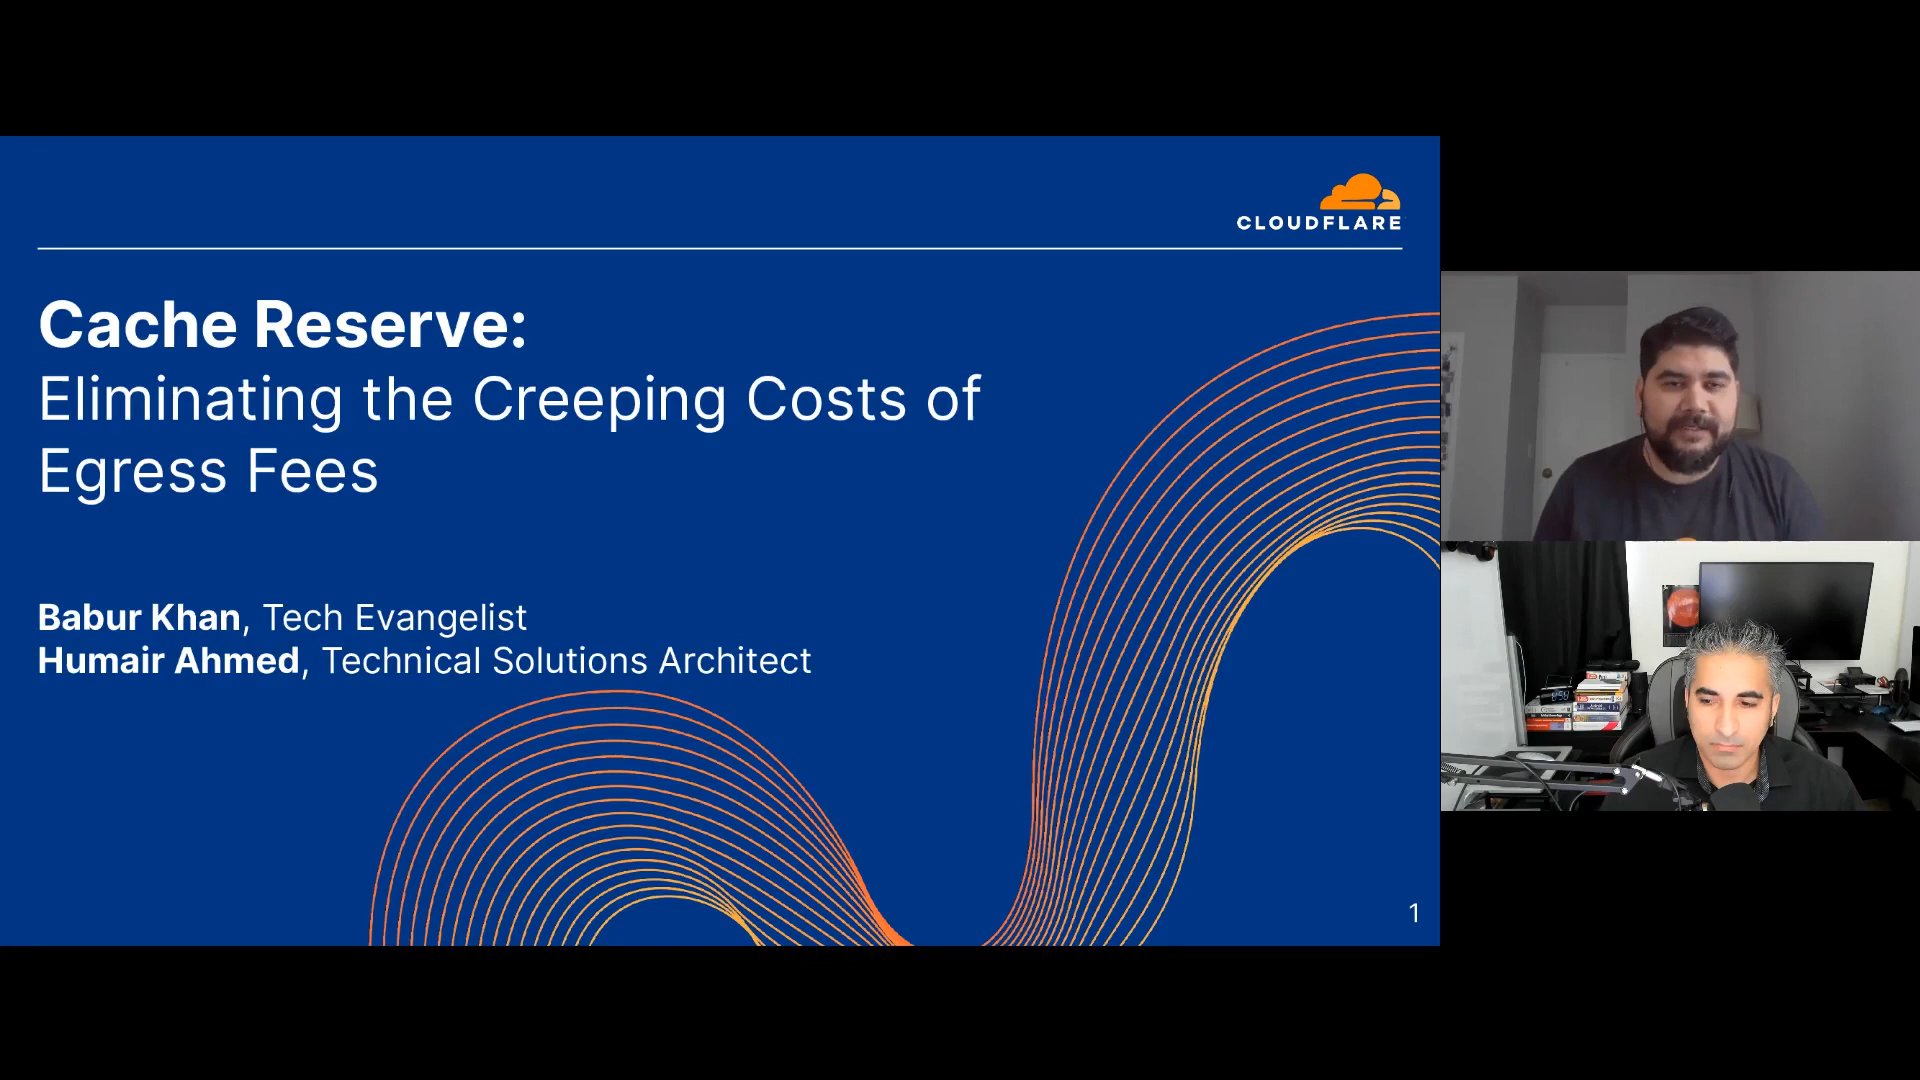 CLOUDFLARE
Cache Reserve:
Eliminating the Creeping Costs of
Egress Fees
Babur Khan, Tech Evangelist
Humair Ahmed, Technical Solutions Architect
1